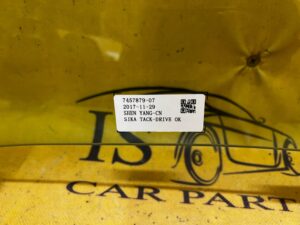 7457879-07
2017-11-29
SHEN YANG-CN
SIKA TACK-DRIVE OK
IS
CAR PART